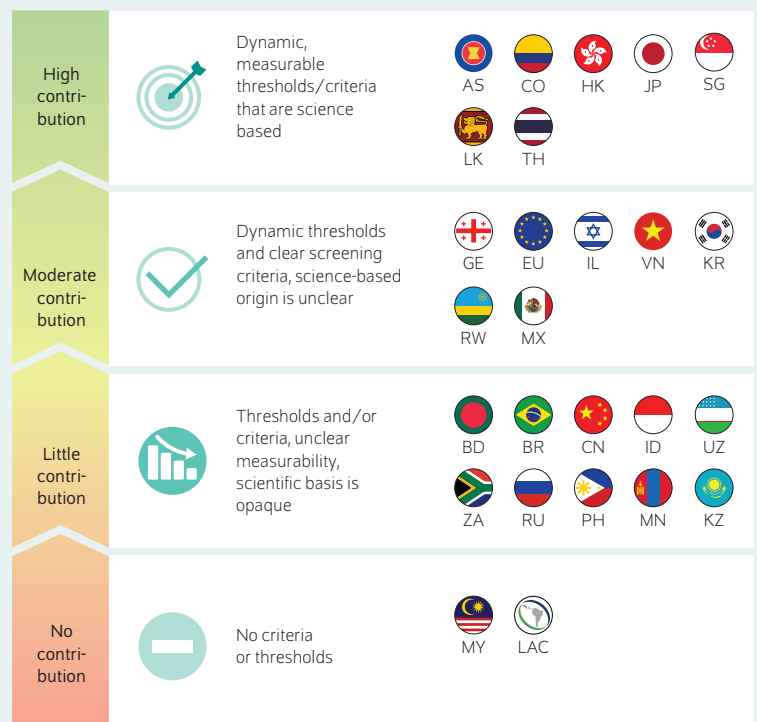 High
contri-
bution
Dynamic,
measurable
thresholds/criteria
that are science
based
AS CO HK JP SG
LK TH
Moderate
contri-
bution
Dynamic thresholds
and clear screening
criteria, science-based
origin is unclear
GE EU IL VN KR
RW MX
Little
contri-
bution
Thresholds and/or
criteria, unclear
measurability,
scientific basis is
opaque
BD BR CN ID UZ
ZA RU PH MN KZ
No
contri-
bution
No criteria
or thresholds
MY LAC